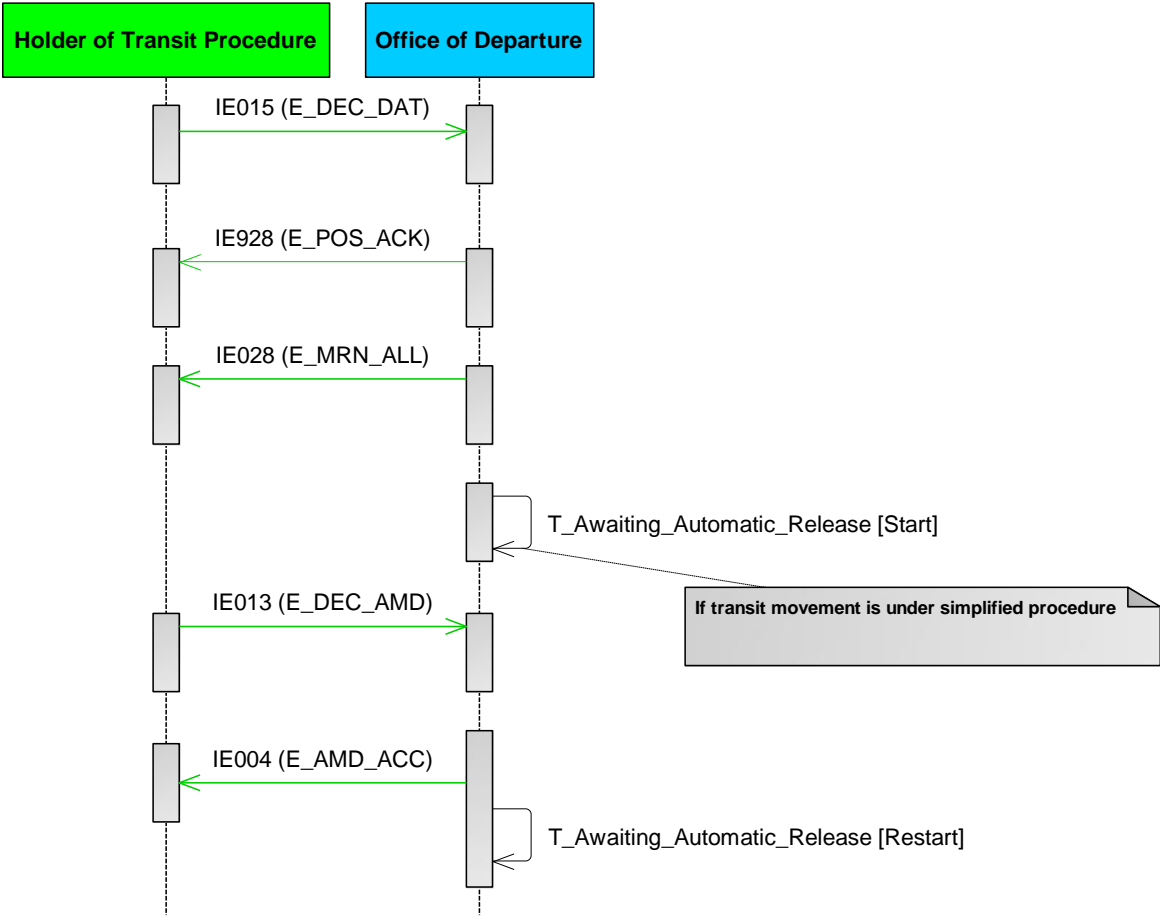 Holder of Transit Procedure
Office of Departure
IE015 (E_DEC_DAT)
IE928 (E_POS_ACK)
IE028 (E_MRN_ALL)
T_Awaiting_Automatic_Release [Start]
If transit movement is under simplified procedure
IE013 (E_DEC_AMD)
IE004 (E_AMD_ACC)
T_Awaiting_Automatic_Release [Restart]